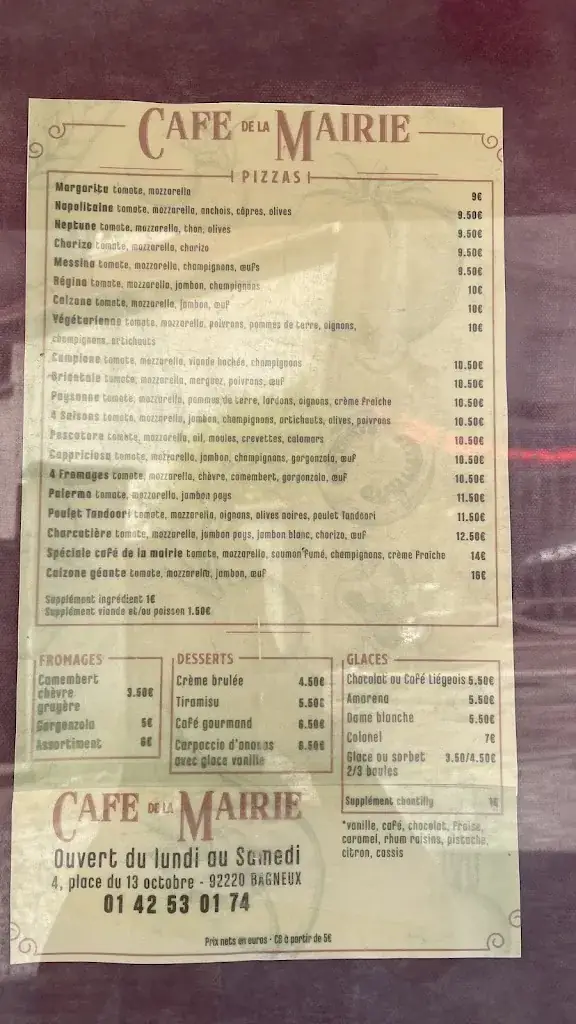 CAFE DE LA MAIRIE
PIZZAS
Margarita tomate, mozzarella 9€
Napolitaine tomate, mozzarella, anchois, câpres, olives 9.50€
Neptune tomate, mozzarella, thon, olives 9.50€
Chorizo tomate, mozzarella, chorizo 9.50€
Messina tomate, mozzarella, champignons, œufs 9.50€
Régina tomate, mozzarella, jambon, champignons 10€
Calzone tomate, mozzarella, jambon, œuf 10€
Végétarienne tomate, mozzarella, poivrons, pommes de terre, oignons, 10€
champignons, artichauts
Campione tomate, mozzarella, viande hachée, champignons 10.50€
Orientale tomate, mozzarella, merguez, poivrons, œuf 10.50€
Paysanne tomate, mozzarella, pommes de terre, lardons, oignons, crème fraîche 10.50€
4 Saisons tomate, mozzarella, jambon, champignons, artichauts, olives, poivrons 10.50€
Pescatore tomate, mozzarella, ail, moules, crevettes, calamars 10.50€
Capricciosa tomate, mozzarella, jambon, champignons, gorgonzola, œuf 10.50€
4 Fromages tomate, mozzarella, chèvre, camembert, gorgonzola, œuf 10.50€
Palermo tomate, mozzarella, jambon pays 11.50€
Poulet Tandoori tomate, mozzarella, oignons, olives noires, poulet Tandoori 11.50€
Charcutière tomate, mozzarella, jambon pays, jambon blanc, chorizo, œuf 12.50€
Spéciale café de la mairie tomate, mozzarella, saumon fumé, champignons, crème fraîche 14€
Calzone géante tomate, mozzarella, jambon, œuf 16€
Supplément ingrédient 1€
Supplément viande et/ou poisson 1.50€
FROMAGES
Camembert
chèvre 3.50€
gruyère
Gorgonzola 5€
Assortiment 6€
DESSERTS
Crème brulée 4.50€
Tiramisu 5.50€
Café gourmand 6.50€
Carpaccio d'ananas 6.50€
avec glace vanille
GLACES
Chocolat ou Café Liégeois 5.50€
Amarena 5.50€
Dame blanche 5.50€
Colonel 7€
Glace ou sorbet 3.50/4.50€
2/3 boules
Supplément chantilly 1€
*vanille, café, chocolat, fraise,
caramel, rhum raisins, pistache,
citron, cassis
CAFE DE LA MAIRIE
Ouvert du lundi au Samedi
4, place du 13 octobre - 92220 BAGNEUX
01 42 53 01 74
Prix nets en euros - CB à partir de 5€